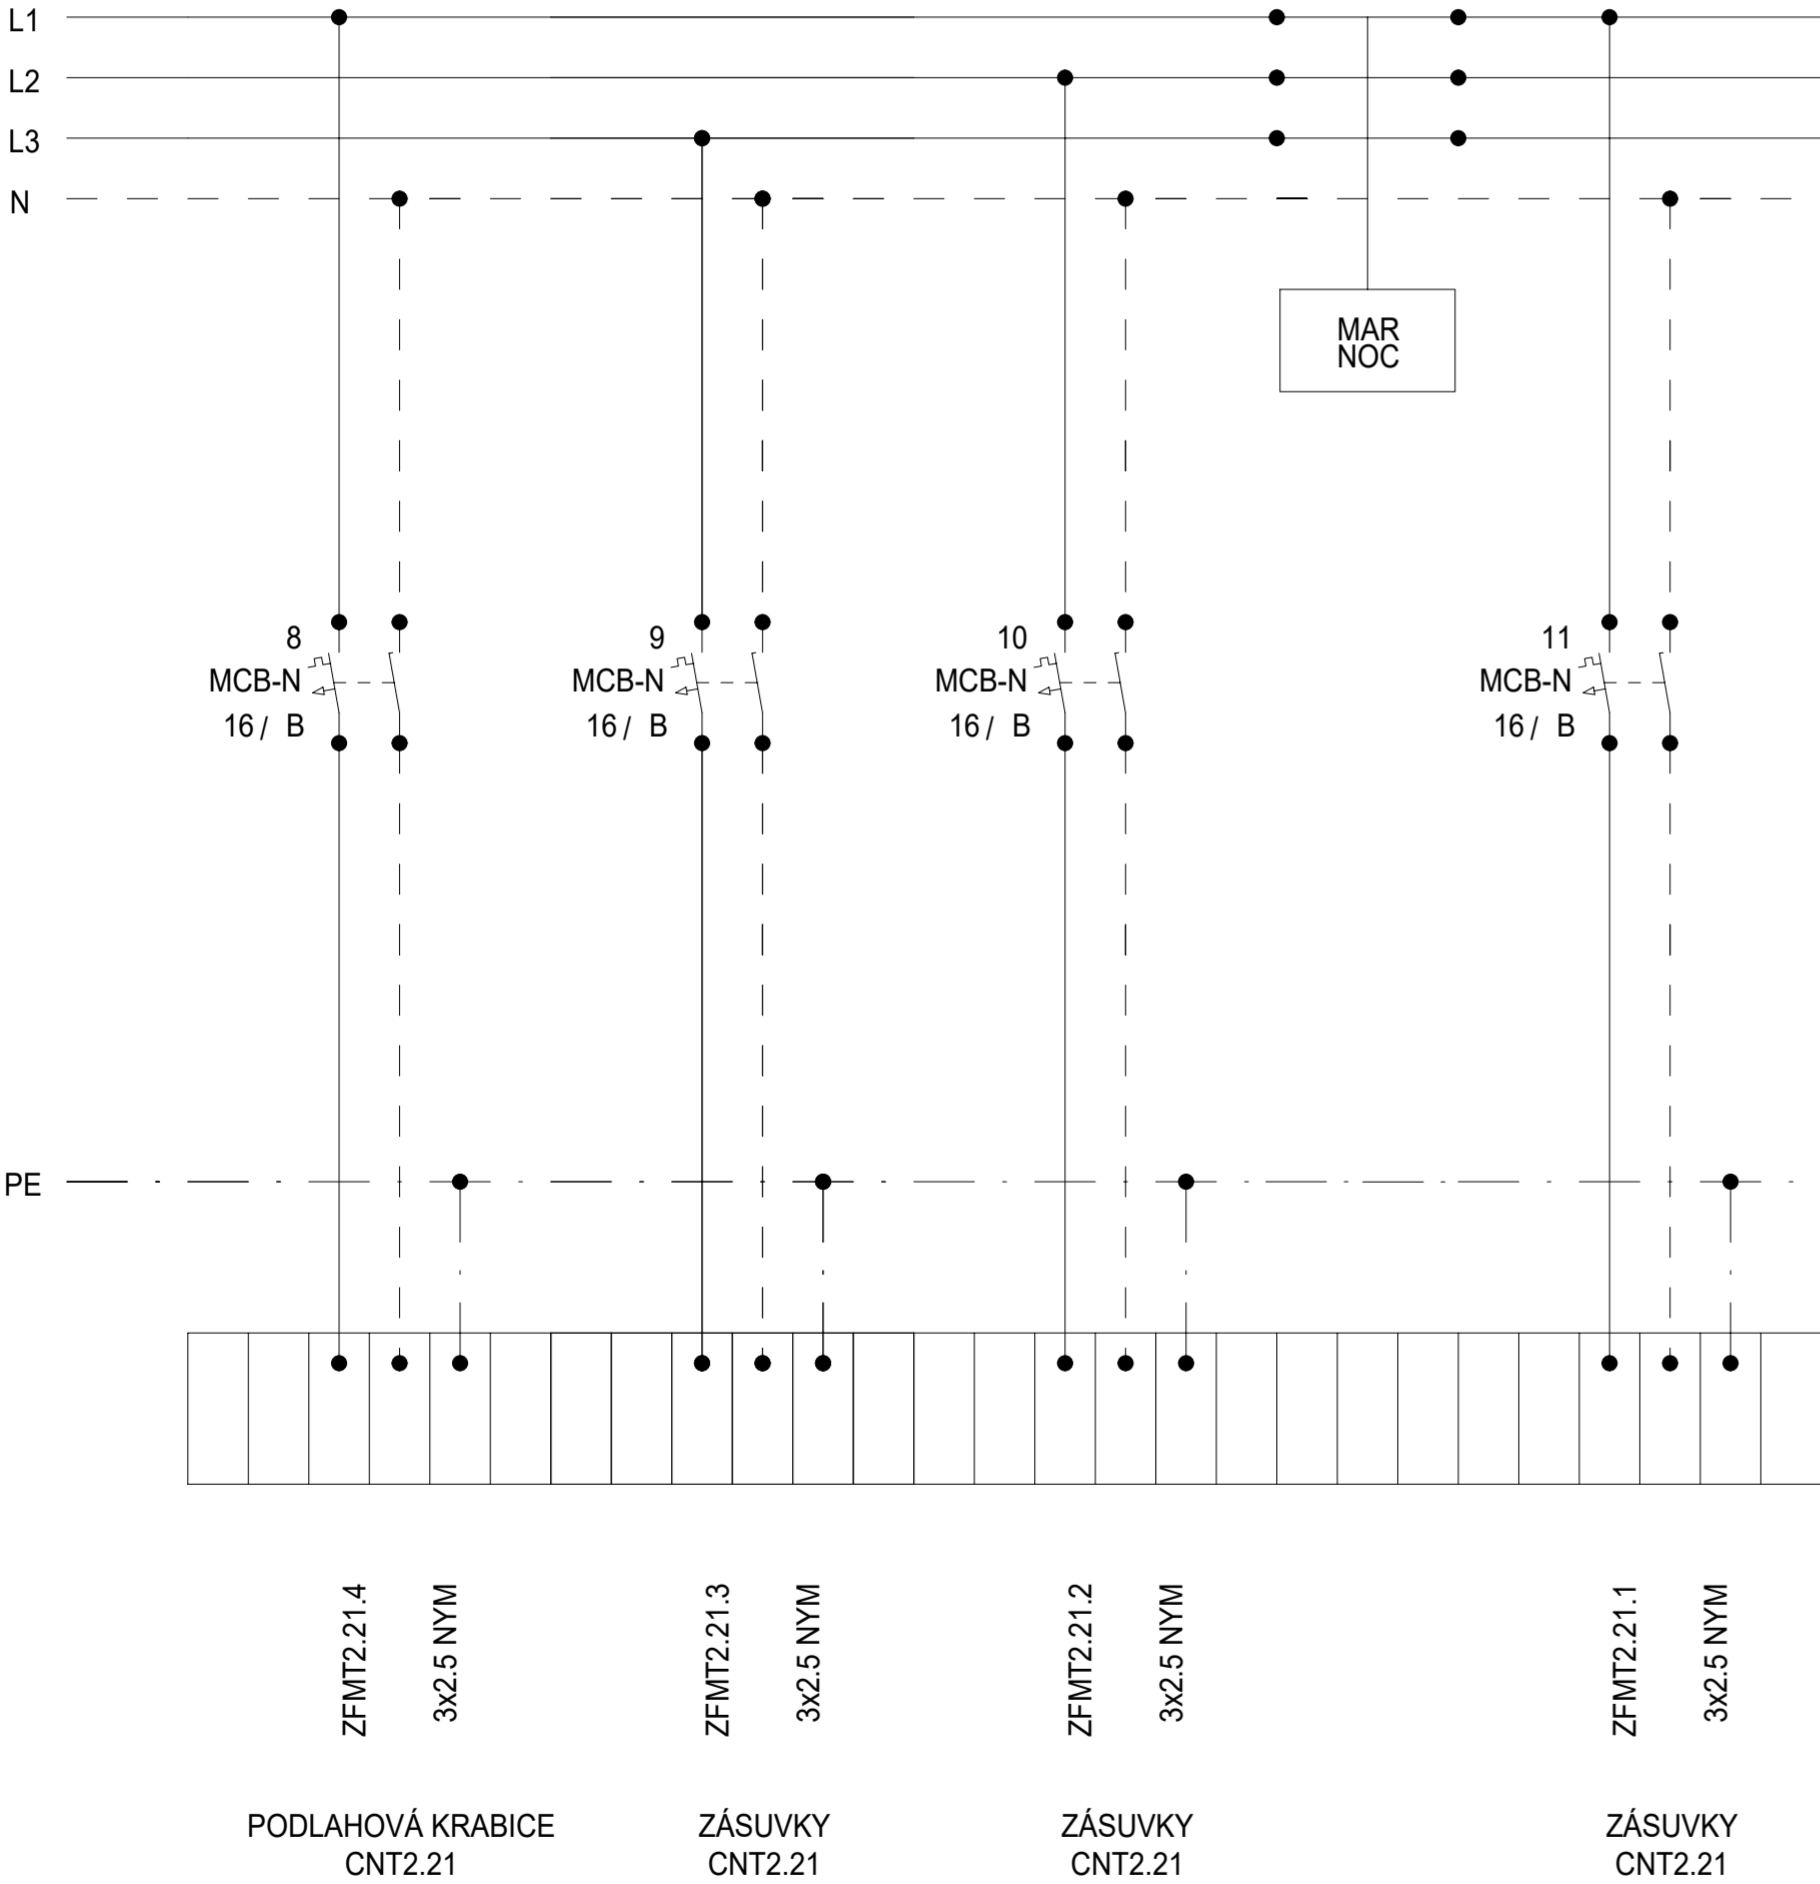 L1
L2
L3
N
MAR
NOC
8
MCB-N
16 / B
9
MCB-N
16 / B
10
MCB-N
16 / B
11
MCB-N
16 / B
PE
ZFMT2.21.4
3x2.5 NYM
ZFMT2.21.3
3x2.5 NYM
ZFMT2.21.2
3x2.5 NYM
ZFMT2.21.1
3x2.5 NYM
PODLAHOVÁ KRABICE
CNT2.21
ZÁSUVKY
CNT2.21
ZÁSUVKY
CNT2.21
ZÁSUVKY
CNT2.21